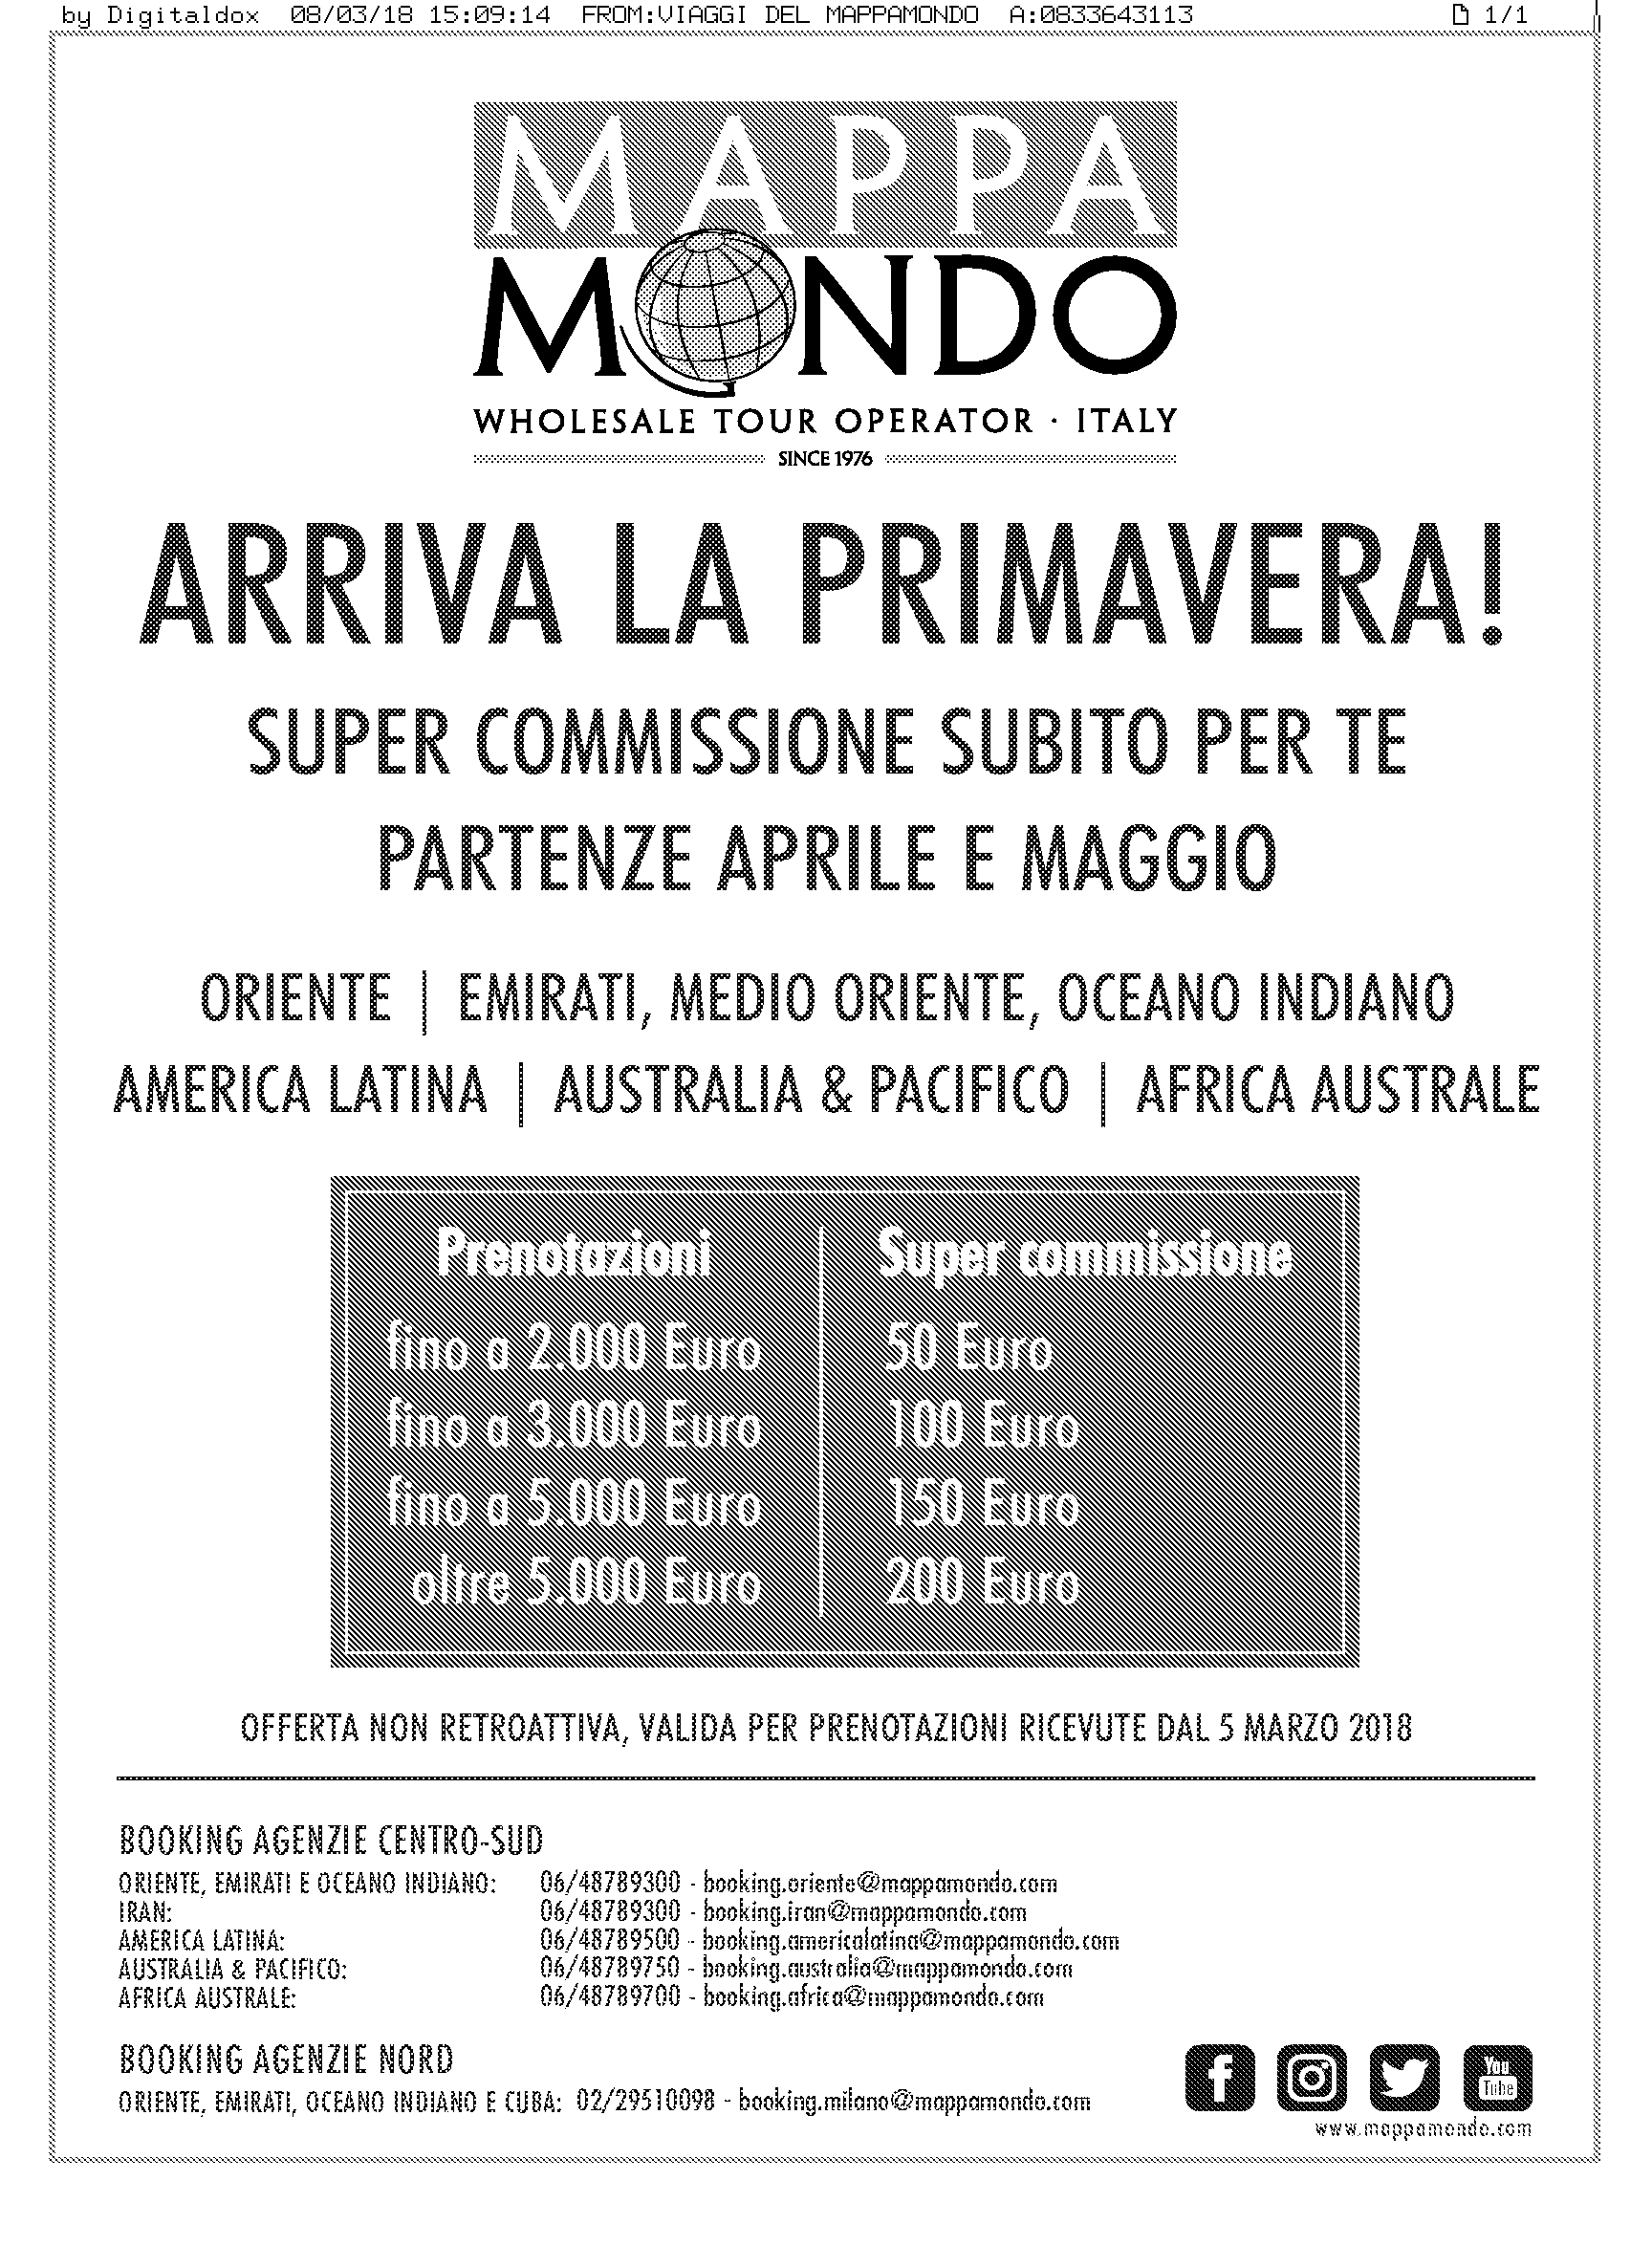 by Digitaldox 08/03/18 15:09:14 FROM:VIAGGI DEL MAPPAMONDO A:0833643113 1/1
MAPPA
MONDO
WHOLESALE TOUR OPERATOR · ITALY
SINCE 1976
ARRIVA LA PRIMAVERA!
SUPER COMMISSIONE SUBITO PER TE
PARTENZE APRILE E MAGGIO
ORIENTE | EMIRATI, MEDIO ORIENTE, OCEANO INDIANO
AMERICA LATINA | AUSTRALIA & PACIFICO | AFRICA AUSTRALE
Prenotazioni Super commissione
fino a 2.000 Euro 50 Euro
fino a 3.000 Euro 100 Euro
fino a 5.000 Euro 150 Euro
oltre 5.000 Euro 200 Euro
OFFERTA NON RETROATTIVA, VALIDA PER PRENOTAZIONI RICEVUTE DAL 5 MARZO 2018
BOOKING AGENZIE CENTRO-SUD
ORIENTE, EMIRATI E OCEANO INDIANO: 06/48789300 - booking.oriente@mappamondo.com
IRAN: 06/48789300 - booking.iran@mappamondo.com
AMERICA LATINA: 06/48789500 - booking.americalatina@mappamondo.com
AUSTRALIA & PACIFICO: 06/48789750 - booking.australia@mappamondo.com
AFRICA AUSTRALE: 06/48789700 - booking.africa@mappamondo.com
BOOKING AGENZIE NORD
ORIENTE, EMIRATI, OCEANO INDIANO E CUBA: 02/29510098 - booking.milano@mappamondo.com
You
Tube
www.mappamondo.com